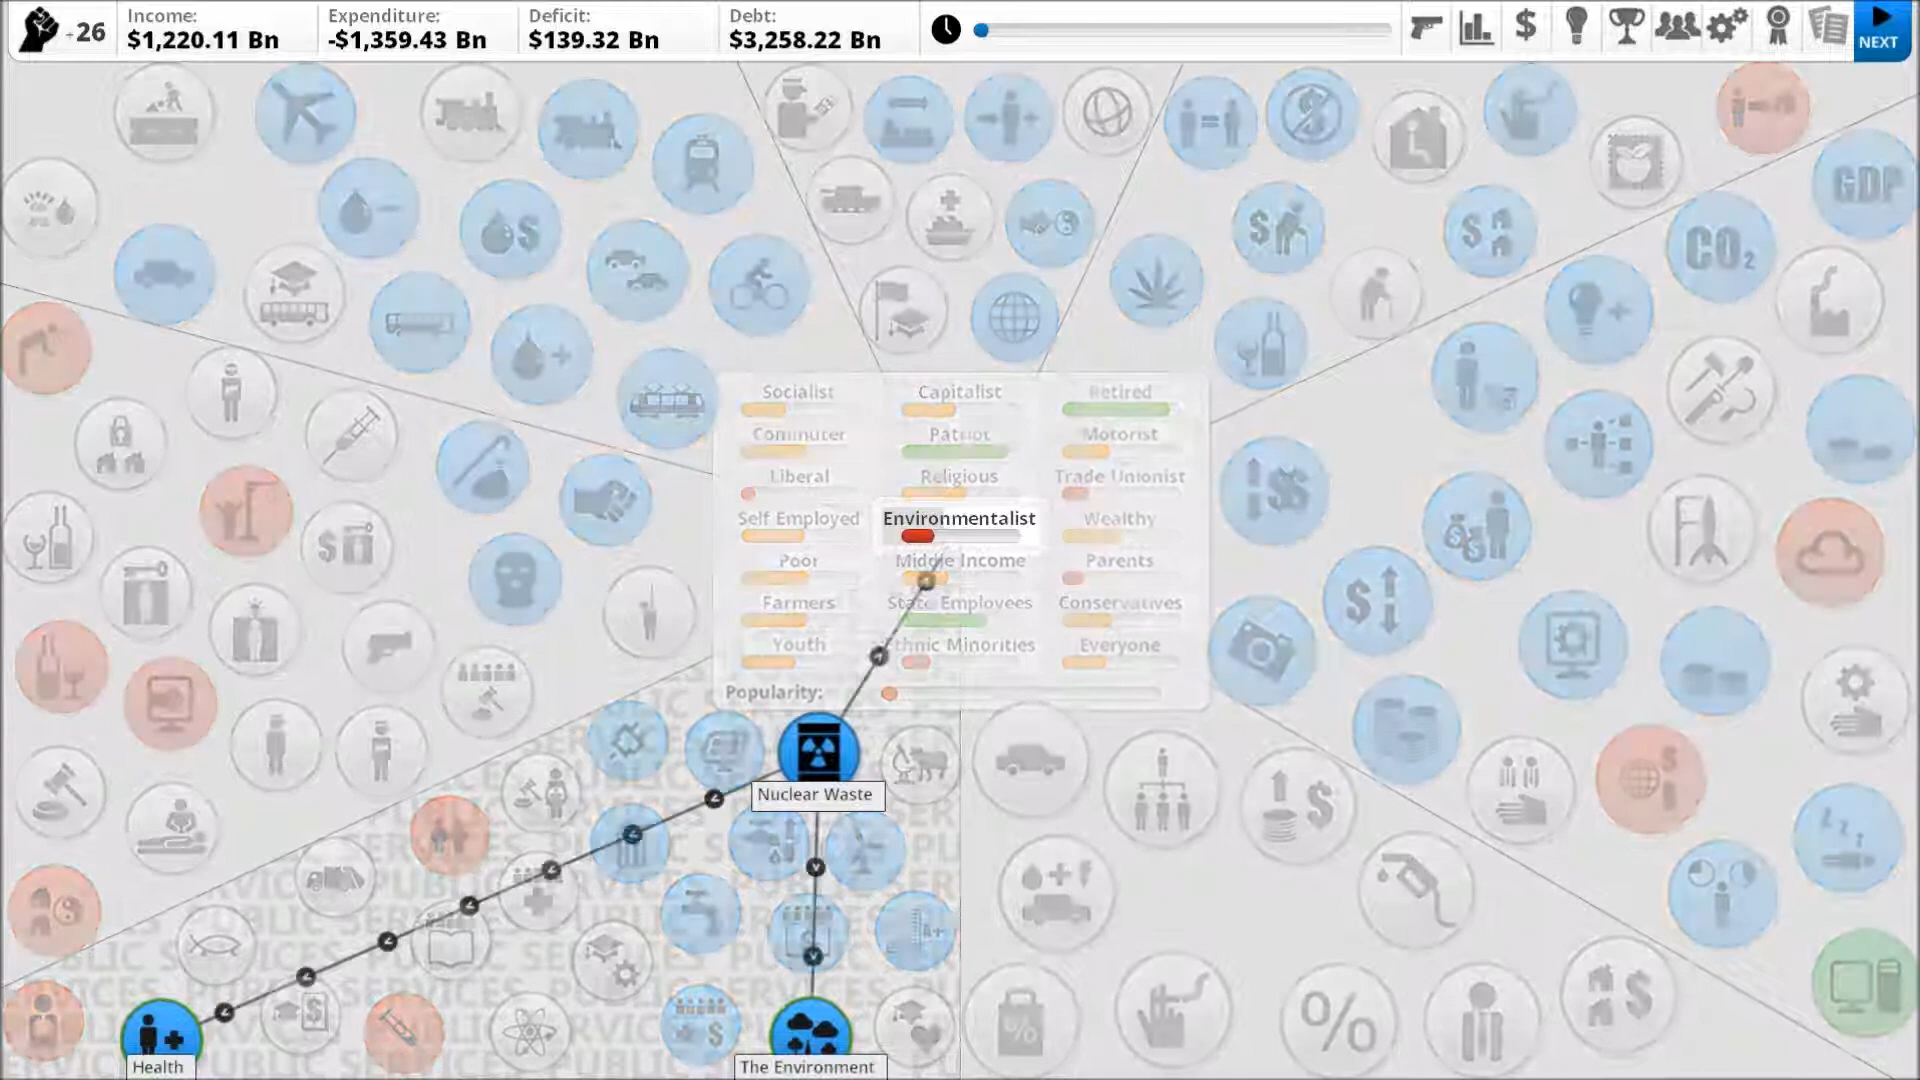 +26
Income:
$1,220.11 Bn
Expenditure:
-$1,359.43 Bn
Deficit:
$139.32 Bn
Debt:
$3,258.22 Bn
NEXT
GDP
CO₂
Socialist
Capitalist
Retired
Commuter
Patriot
Motorist
Liberal
Religious
Trade Unionist
Self Employed
Environmentalist
Wealthy
Poor
Middle Income
Parents
Farmers
State Employees
Conservatives
Youth
Ethnic Minorities
Everyone
Popularity:
Nuclear Waste
PUBLIC SERVICES
Health
The Environment